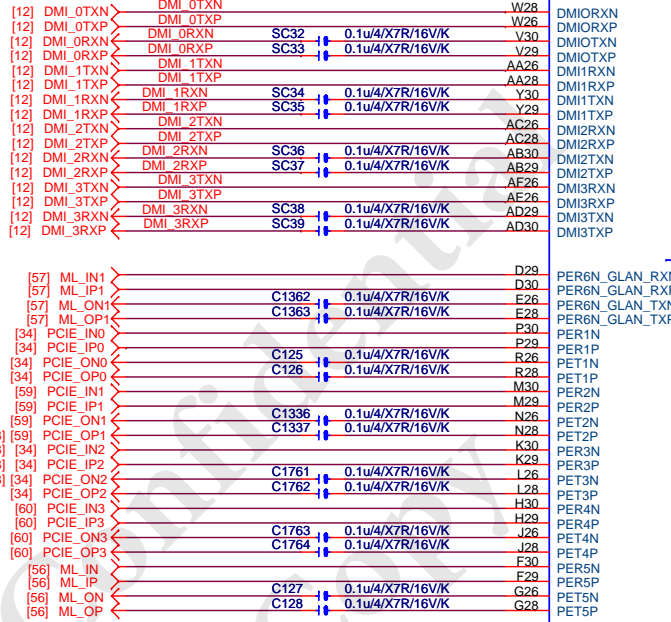 [12] DMI_0TXN DMI_0TXN W28 DMI0RXN
[12] DMI_0TXP DMI_0TXP W26 DMI0RXP
[12] DMI_0RXN DMI_0RXN SC32 0.1u/4/X7R/16V/K V30 DMI0TXN
[12] DMI_0RXP DMI_0RXP SC33 0.1u/4/X7R/16V/K V29 DMI0TXP
[12] DMI_1TXN DMI_1TXN AA26 DMI1RXN
[12] DMI_1TXP DMI_1TXP AA28 DMI1RXP
[12] DMI_1RXN DMI_1RXN SC34 0.1u/4/X7R/16V/K Y30 DMI1TXN
[12] DMI_1RXP DMI_1RXP SC35 0.1u/4/X7R/16V/K Y29 DMI1TXP
[12] DMI_2TXN DMI_2TXN AC26 DMI2RXN
[12] DMI_2TXP DMI_2TXP AC28 DMI2RXP
[12] DMI_2RXN DMI_2RXN SC36 0.1u/4/X7R/16V/K AB30 DMI2TXN
[12] DMI_2RXP DMI_2RXP SC37 0.1u/4/X7R/16V/K AB29 DMI2TXP
[12] DMI_3TXN DMI_3TXN AF26 DMI3RXN
[12] DMI_3TXP DMI_3TXP AE26 DMI3RXP
[12] DMI_3RXN DMI_3RXN SC38 0.1u/4/X7R/16V/K AD29 DMI3TXN
[12] DMI_3RXP DMI_3RXP SC39 0.1u/4/X7R/16V/K AD30 DMI3TXP
[57] ML_IN1 D29 PER6N_GLAN_RXN
[57] ML_IP1 D30 PER6N_GLAN_RXP
[57] ML_ON1 C1362 0.1u/4/X7R/16V/K E26 PER6N_GLAN_TXN
[57] ML_OP1 C1363 0.1u/4/X7R/16V/K E28 PER6N_GLAN_TXP
[34] PCIE_IN0 P30 PER1N
[34] PCIE_IP0 P29 PER1P
[34] PCIE_ON0 C125 0.1u/4/X7R/16V/K R26 PET1N
[34] PCIE_OP0 C126 0.1u/4/X7R/16V/K R28 PET1P
[59] PCIE_IN1 M30 PER2N
[59] PCIE_IP1 M29 PER2P
[59] PCIE_ON1 C1336 0.1u/4/X7R/16V/K N26 PET2N
[59] PCIE_OP1 C1337 0.1u/4/X7R/16V/K N28 PET2P
[34] PCIE_IN2 K30 PER3N
[34] PCIE_IP2 K29 PER3P
[34] PCIE_ON2 C1761 0.1u/4/X7R/16V/K L26 PET3N
[34] PCIE_OP2 C1762 0.1u/4/X7R/16V/K L28 PET3P
[60] PCIE_IN3 H30 PER4N
[60] PCIE_IP3 H29 PER4P
[60] PCIE_ON3 C1763 0.1u/4/X7R/16V/K J26 PET4N
[60] PCIE_OP3 C1764 0.1u/4/X7R/16V/K J28 PET4P
[56] ML_IN F30 PER5N
[56] ML_IP F29 PER5P
[56] ML_ON C127 0.1u/4/X7R/16V/K G26 PET5N
[56] ML_OP C128 0.1u/4/X7R/16V/K G28 PET5P
Confidential
Copy